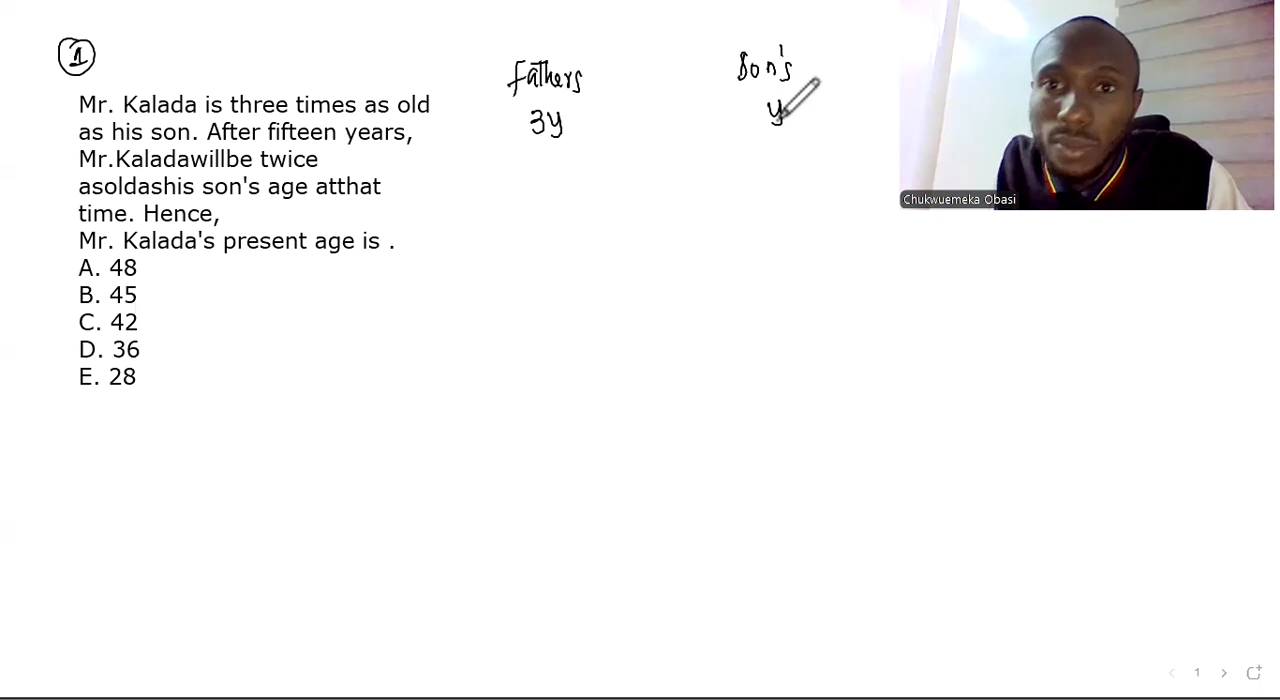 1
Mr. Kalada is three times as old
as his son. After fifteen years,
Mr.Kaladawillbe twice
asoldashis son's age atthat
time. Hence,
Mr. Kalada's present age is .
A. 48
B. 45
C. 42
D. 36
E. 28
fathers
3y
Son's
y
Chukwuemeka Obasi
1